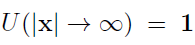 U(|x| → ∞) = 1